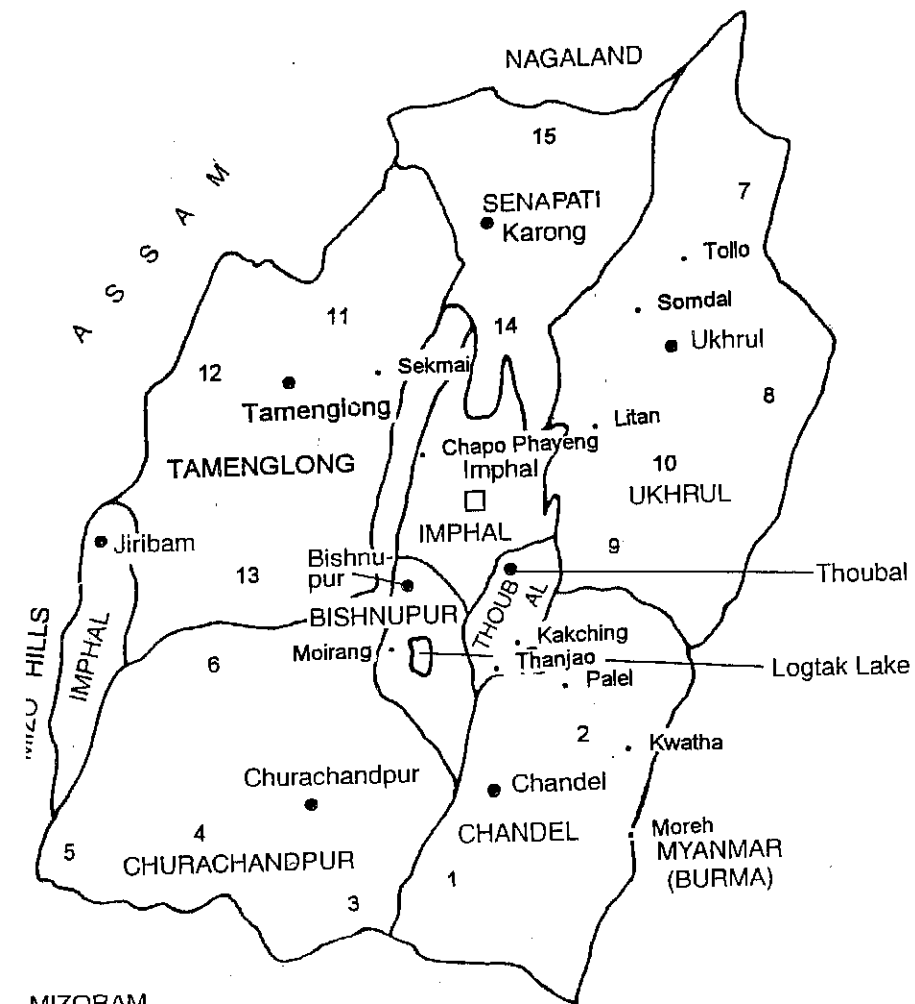 NAGALAND
15
7
ASSAM
SENAPATI
Karong
Tollo
Somdal
11
14
Ukhrul
12
Sekmai
8
Tamenglong
Litan
Chapo Phayeng
TAMENGLONG
Imphal
10
UKHRUL
IMPHAL
Jiribam
9
Bishnu-
pur
Thoubal
13
THOUBAL
BISHNUPUR
MIZO HILLS
IMPHAL
6
Moirang
Kakching
Thanjao
Logtak Lake
Palel
2
Kwatha
Churachandpur
Chandel
4
Moreh
5
CHURACHANDPUR
CHANDEL
MYANMAR
(BURMA)
1
3
MIZORAM